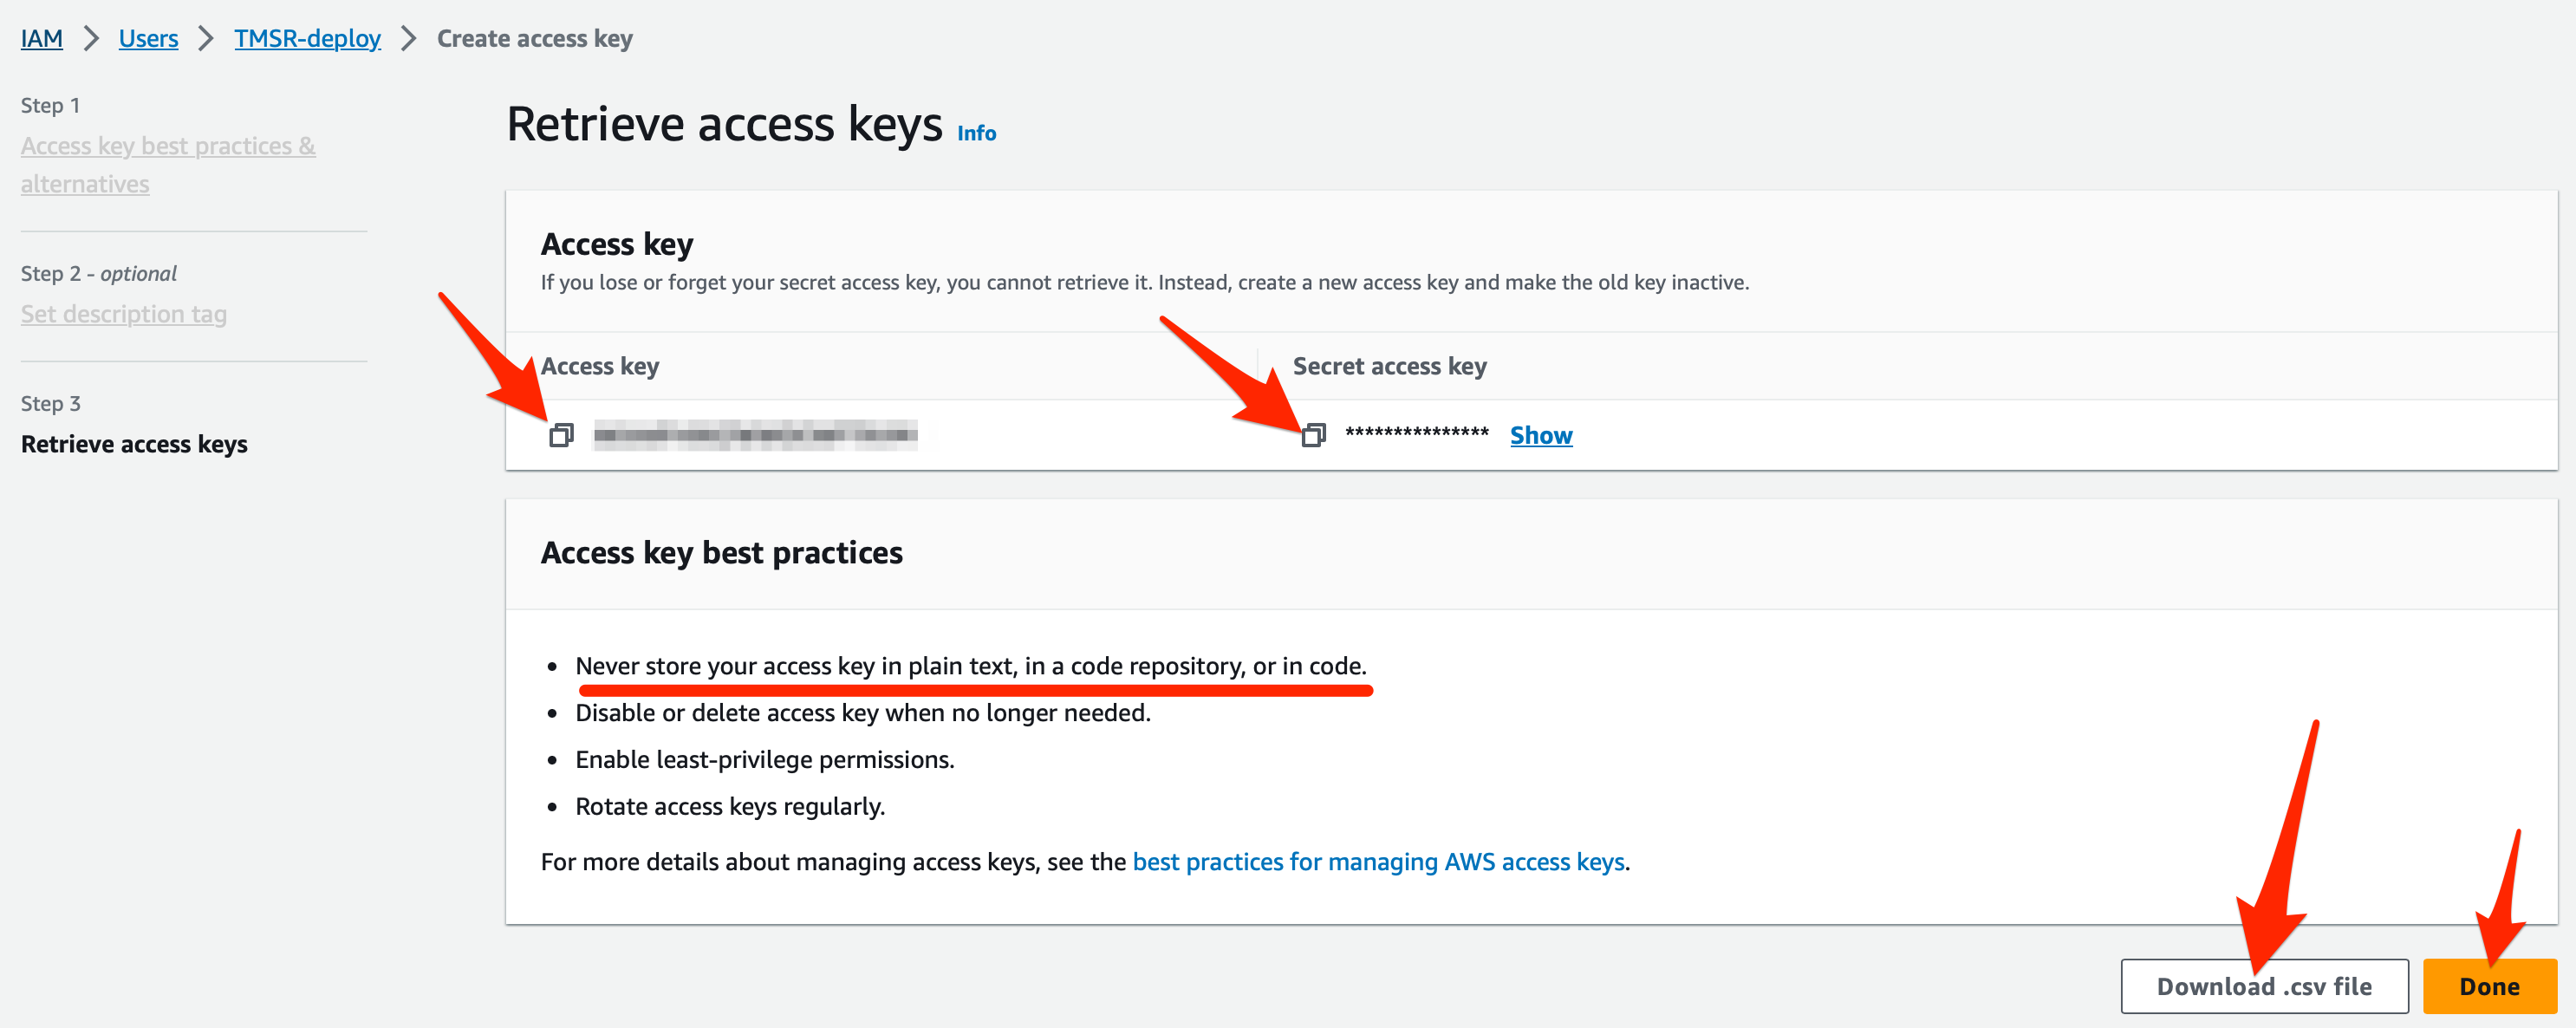 IAM > Users > TMSR-deploy > Create access key
Step 1
Access key best practices &
alternatives
Step 2 - optional
Set description tag
Step 3
Retrieve access keys
Retrieve access keys Info
Access key
If you lose or forget your secret access key, you cannot retrieve it. Instead, create a new access key and make the old key inactive.
Access key Secret access key
*************** Show
Access key best practices
• Never store your access key in plain text, in a code repository, or in code.
• Disable or delete access key when no longer needed.
• Enable least-privilege permissions.
• Rotate access keys regularly.
For more details about managing access keys, see the best practices for managing AWS access keys.
Download .csv file Done